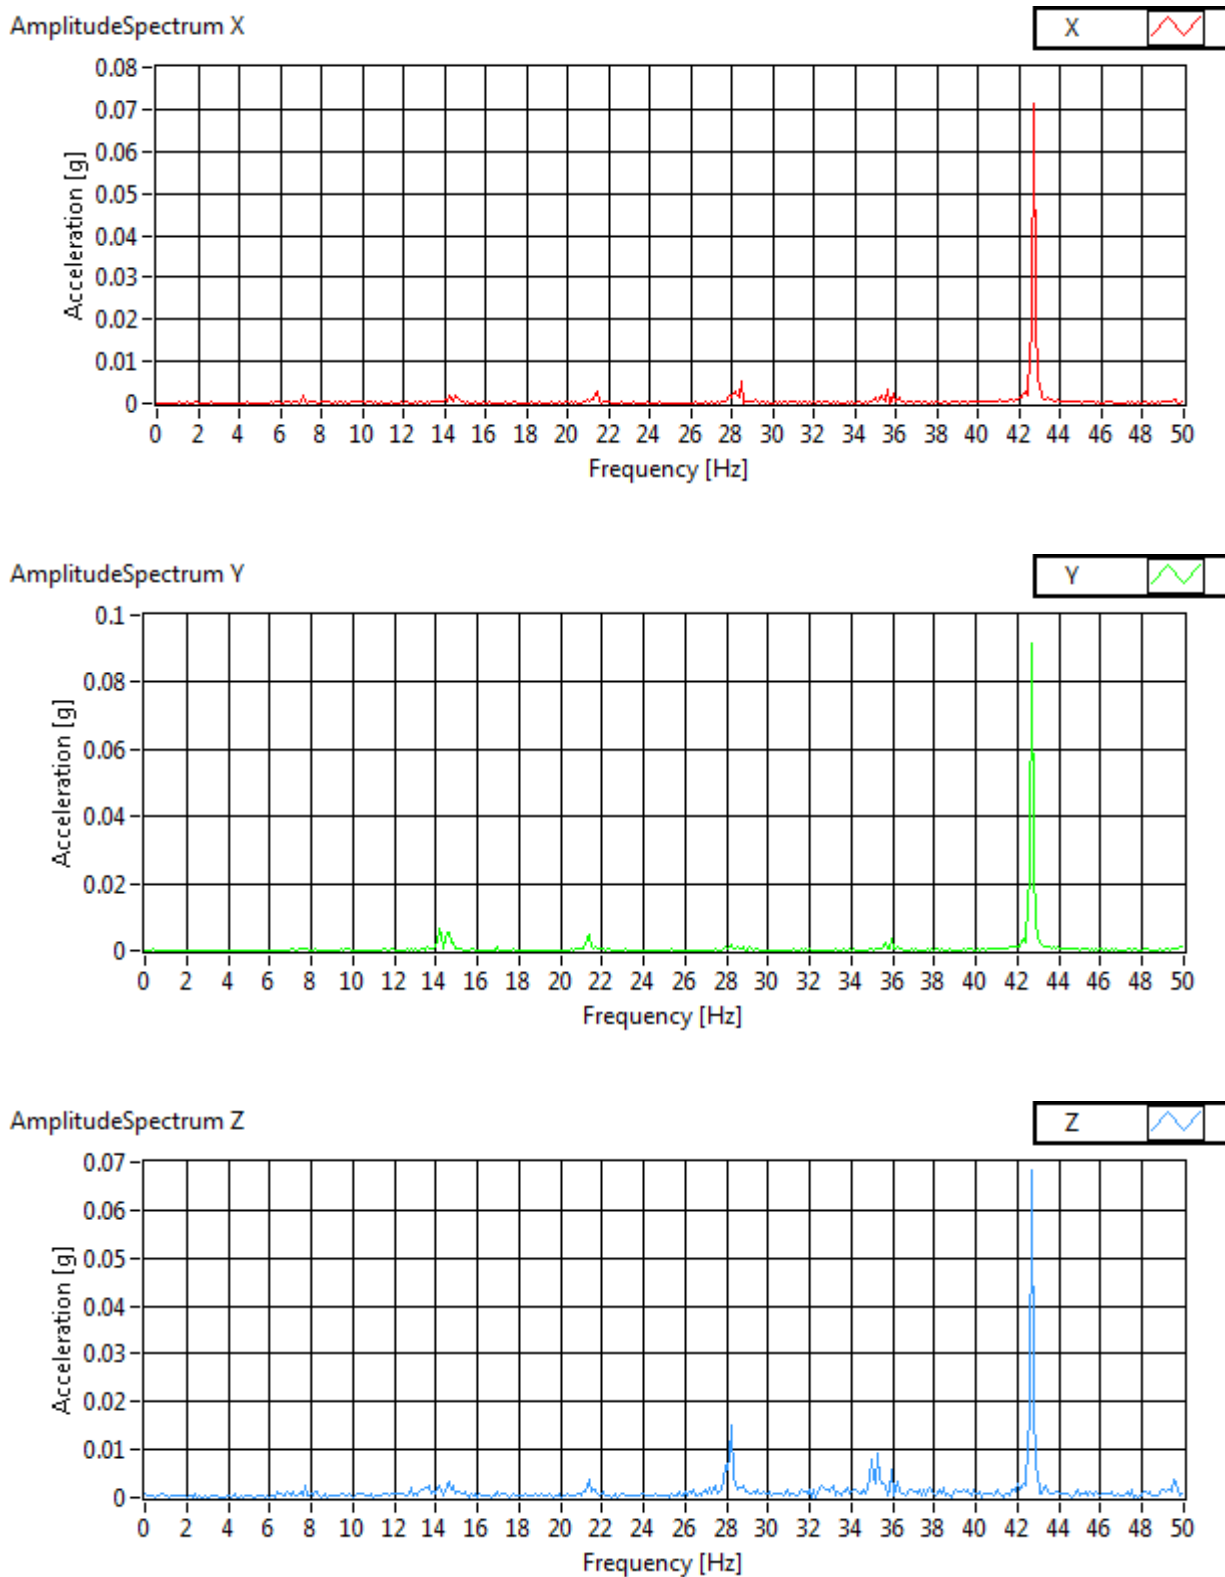 AmplitudeSpectrum X
X
0.08
0.07
0.06
0.05
0.04
0.03
0.02
0.01
0
Acceleration [g]
0 2 4 6 8 10 12 14 16 18 20 22 24 26 28 30 32 34 36 38 40 42 44 46 48 50
Frequency [Hz]
AmplitudeSpectrum Y
Y
0.1
0.08
0.06
0.04
0.02
0
Acceleration [g]
0 2 4 6 8 10 12 14 16 18 20 22 24 26 28 30 32 34 36 38 40 42 44 46 48 50
Frequency [Hz]
AmplitudeSpectrum Z
Z
0.07
0.06
0.05
0.04
0.03
0.02
0.01
0
Acceleration [g]
0 2 4 6 8 10 12 14 16 18 20 22 24 26 28 30 32 34 36 38 40 42 44 46 48 50
Frequency [Hz]